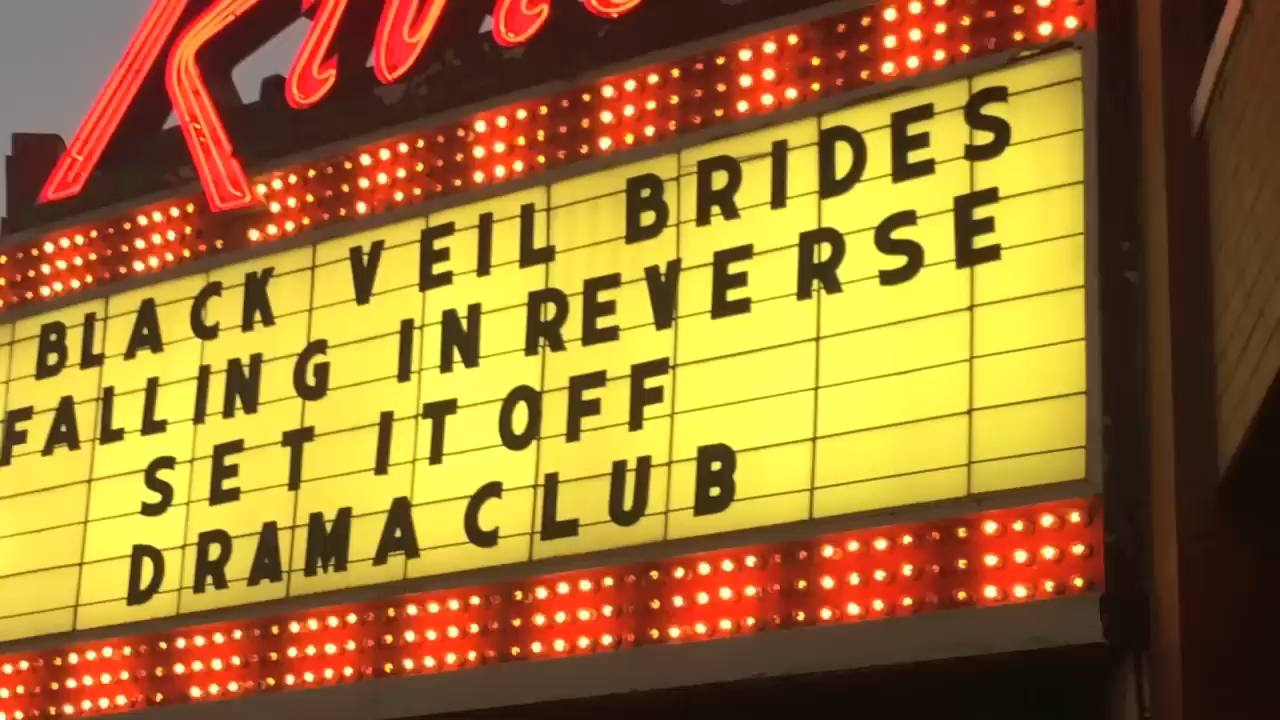 BLACK VEIL BRIDES
FALLING IN REVERSE
SET IT OFF
DRAMA CLUB